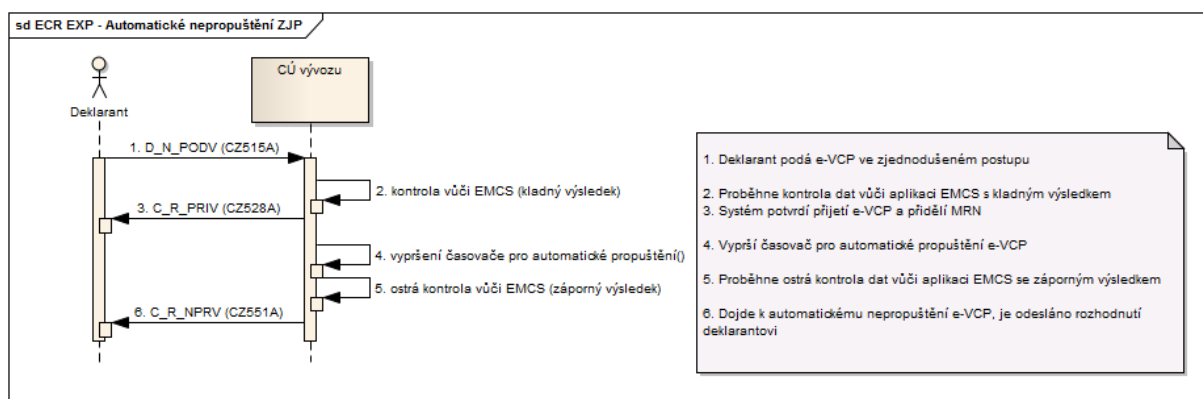 sd ECR EXP - Automatické nepropuštění ZJP
Deklarant
CÚ vývozu
1. D_N_PODV (CZ515A)
2. kontrola vůči EMCS (kladný výsledek)
3. C_R_PRIV (CZ528A)
4. vypršení časovače pro automatické propuštění()
5. ostrá kontrola vůči EMCS (záporný výsledek)
6. C_R_NPRV (CZ551A)
1. Deklarant podá e-VCP ve zjednodušeném postupu
2. Proběhne kontrola dat vůči aplikaci EMCS s kladným výsledkem
3. Systém potvrdí přijetí e-VCP a přidělí MRN
4. Vyprší časovač pro automatické propuštění e-VCP
5. Proběhne ostrá kontrola dat vůči aplikaci EMCS se záporným výsledkem
6. Dojde k automatickému nepropuštění e-VCP, je odesláno rozhodnutí
deklarantovi